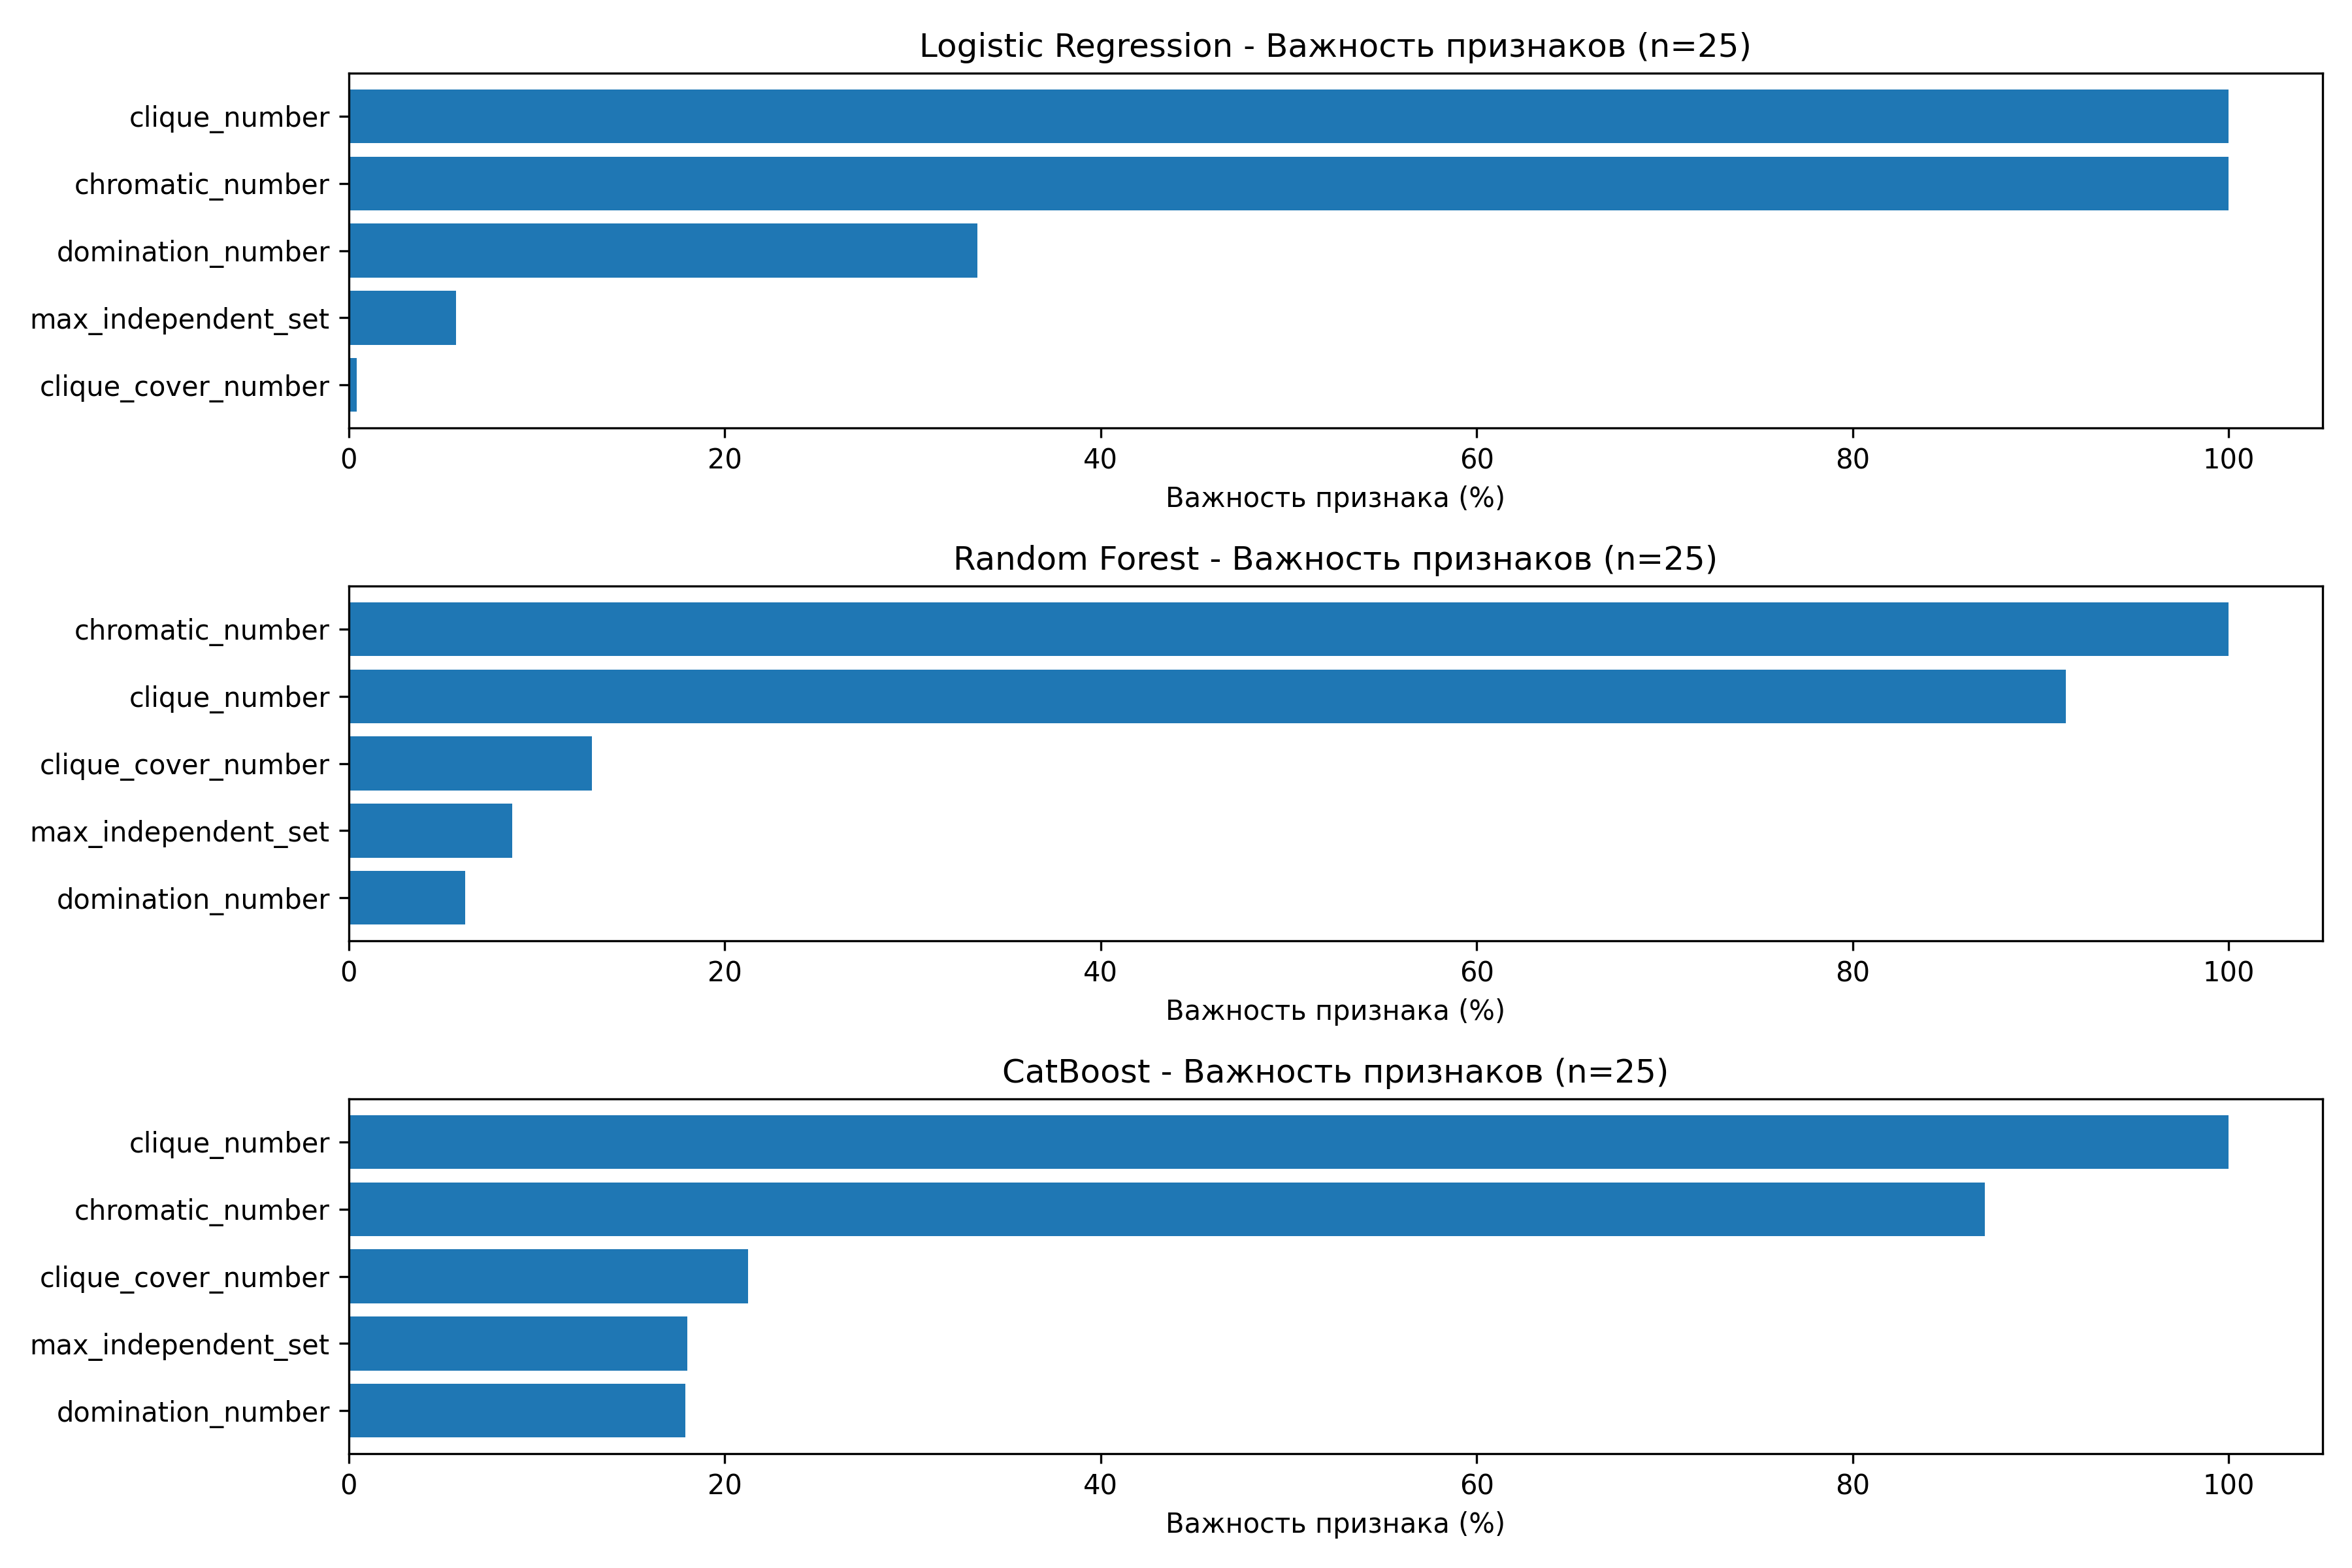 Logistic Regression - Важность признаков (n=25)
clique_number
chromatic_number
domination_number
max_independent_set
clique_cover_number
0 20 40 60 80 100
Важность признака (%)
Random Forest - Важность признаков (n=25)
chromatic_number
clique_number
clique_cover_number
max_independent_set
domination_number
0 20 40 60 80 100
Важность признака (%)
CatBoost - Важность признаков (n=25)
clique_number
chromatic_number
clique_cover_number
max_independent_set
domination_number
0 20 40 60 80 100
Важность признака (%)